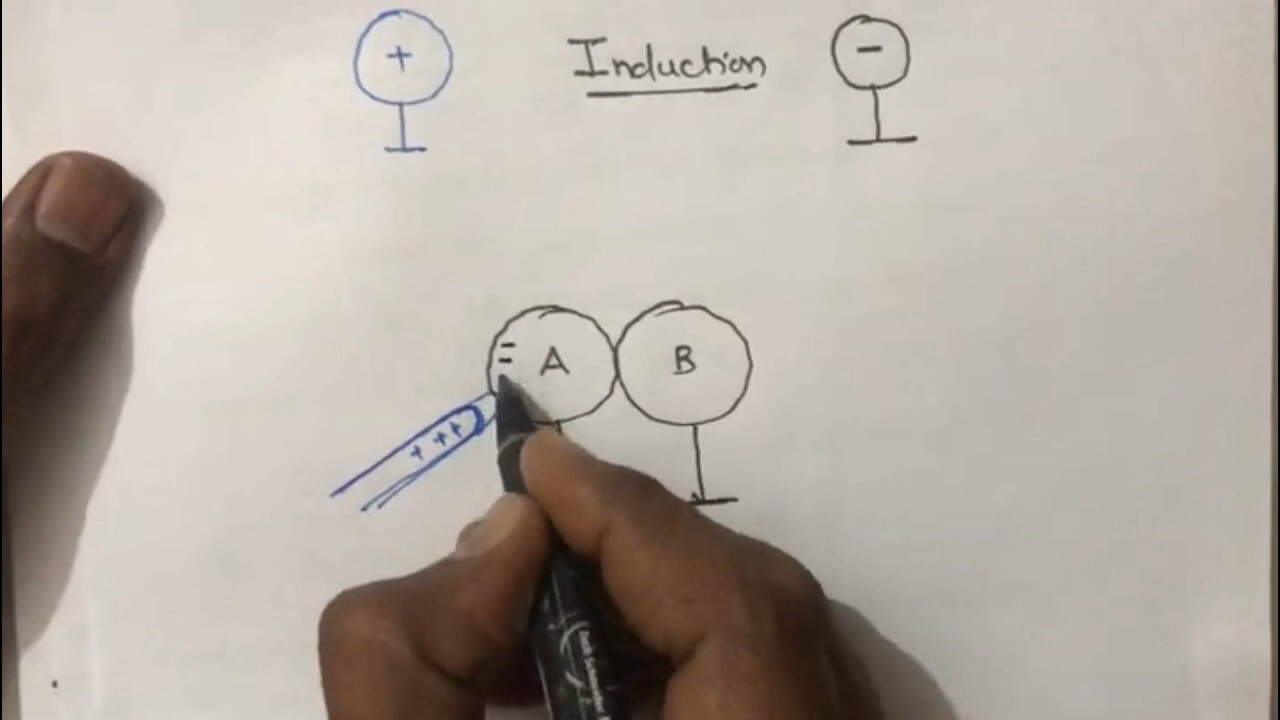 + Induction -
A B
+ + +